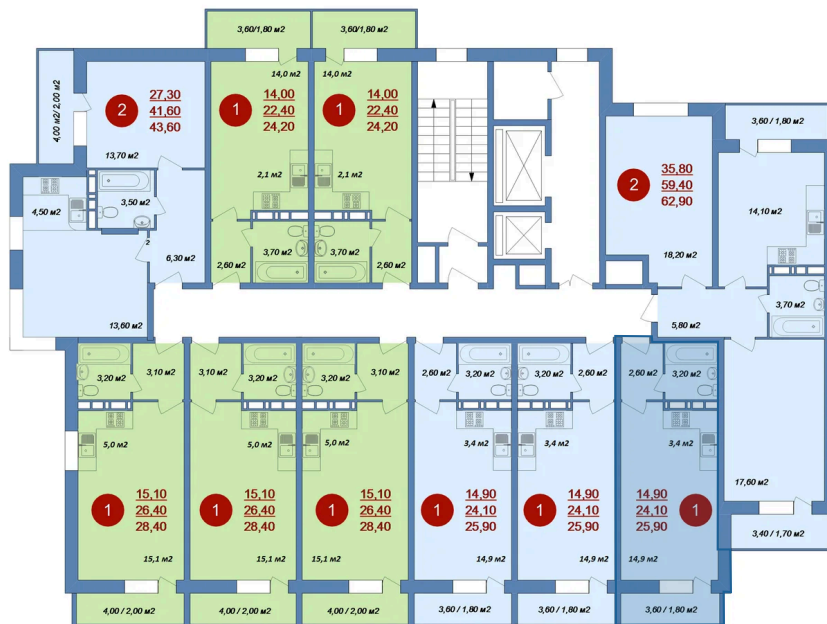 3,60/1,80 м2
3,60/1,80 м2
4,00 м2/ 2,00 м2
2
27,30
41,60
43,60
13,70 м2
14,0 м2
1
14,00
22,40
24,20
2,1 м2
3,70 м2
2,60 м2
14,0 м2
1
14,00
22,40
24,20
2,1 м2
3,70 м2
2,60 м2
4,50 м2
3,50 м2
2
6,30 м2
13,60 м2
3,60 / 1,80 м2
2
35,80
59,40
62,90
18,20 м2
14,10 м2
3,70 м2
5,80 м2
17,60 м2
3,40 / 1,70 м2
3,20 м2
3,10 м2
5,0 м2
1
15,10
26,40
28,40
15,1 м2
4,00 / 2,00 м2
3,10 м2
3,20 м2
5,0 м2
1
15,10
26,40
28,40
15,1 м2
4,00 / 2,00 м2
3,20 м2
3,10 м2
5,0 м2
1
15,10
26,40
28,40
15,1 м2
4,00 / 2,00 м2
2,60 м2
3,20 м2
3,4 м2
1
14,90
24,10
25,90
14,9 м2
3,60 / 1,80 м2
3,20 м2
2,60 м2
3,4 м2
1
14,90
24,10
25,90
14,9 м2
3,60 / 1,80 м2
2,60 м2
3,20 м2
3,4 м2
14,90
24,10
25,90
1
14,9 м2
3,60 / 1,80 м2